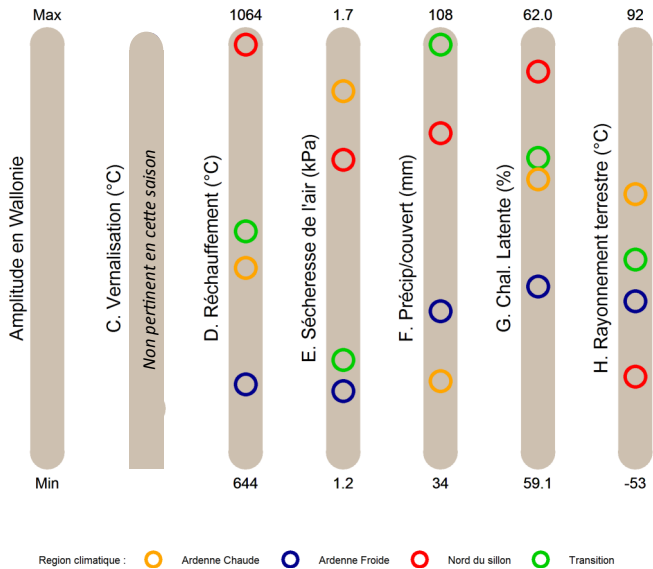 Max
1064
1.7
108
62.0
92
Amplitude en Wallonie
C. Vernalisation (°C)
Non pertinent en cette saison
D. Réchauffement (°C)
E. Sécheresse de l'air (kPa)
F. Précip/couvert (mm)
G. Chal. Latente (%)
H. Rayonnement terrestre (°C)
Min
644
1.2
34
59.1
-53
Region climatique :
Ardenne Chaude
Ardenne Froide
Nord du sillon
Transition